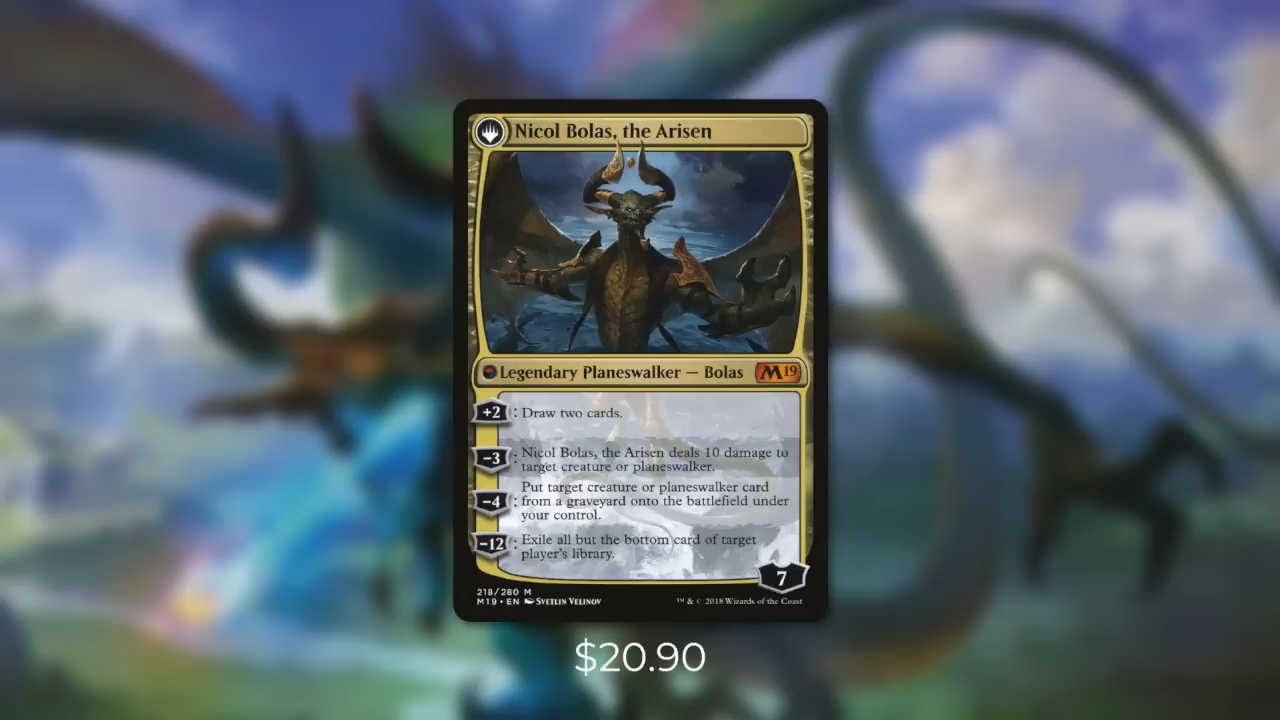 Nicol Bolas, the Arisen
Legendary Planeswalker — Bolas
M19
+2 : Draw two cards.
−3 : Nicol Bolas, the Arisen deals 10 damage to
target creature or planeswalker.
Put target creature or planeswalker card
−4 : from a graveyard onto the battlefield under
your control.
−12 : Exile all but the bottom card of target
player's library.
7
218/280 M
M19 • EN Svetlin Velinov
™ & © 2018 Wizards of the Coast
$20.90